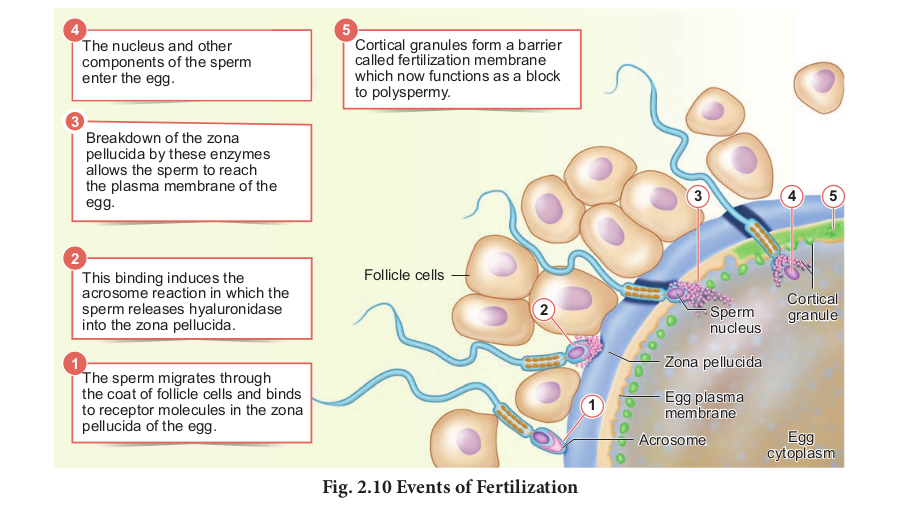 4
The nucleus and other
components of the sperm
enter the egg.
5
Cortical granules form a barrier
called fertilization membrane
which now functions as a block
to polyspermy.
3
Breakdown of the zona
pellucida by these enzymes
allows the sperm to reach
the plasma membrane of the
egg.
2
This binding induces the
acrosome reaction in which the
sperm releases hyaluronidase
into the zona pellucida.
1
The sperm migrates through
the coat of follicle cells and binds
to receptor molecules in the zona
pellucida of the egg.
3
4
5
Follicle cells
Cortical
granule
2
Sperm
nucleus
Zona pellucida
Egg plasma
membrane
1
Acrosome
Egg
cytoplasm
Fig. 2.10 Events of Fertilization